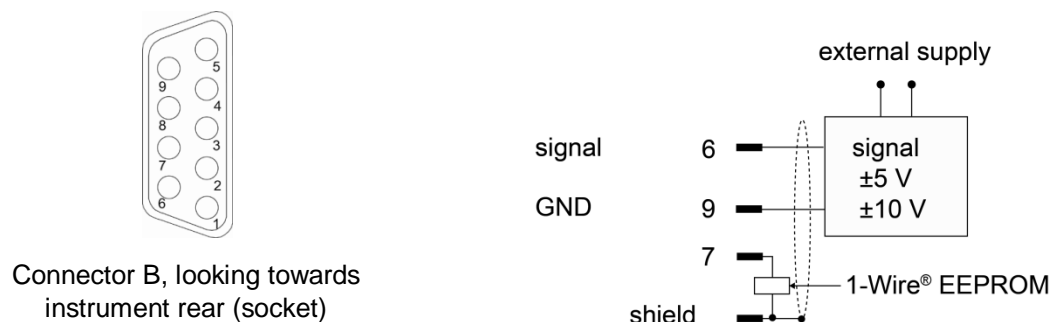 5
9
4
8
3
7
2
6
1
Connector B, looking towards
instrument rear (socket)
external supply
signal 6 signal
±5 V
GND 9 ±10 V
7
1-Wire® EEPROM
shield